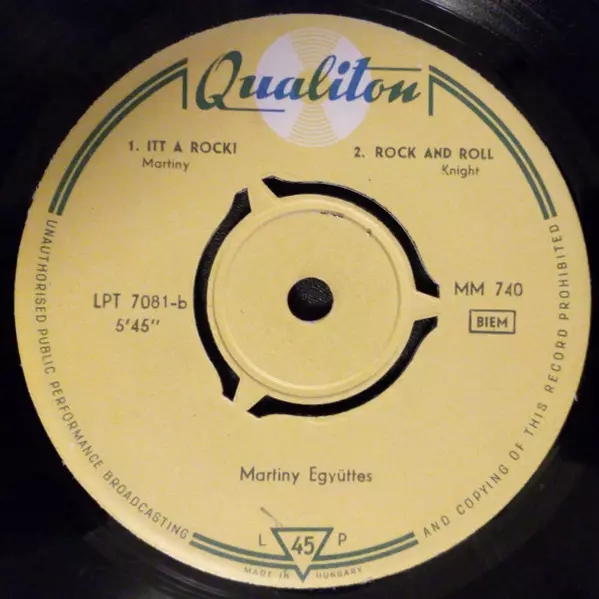 Qualiton
1. ITT A ROCK!
Martiny
2. ROCK AND ROLL
Knight
LPT 7081-b
5'45"
MM 740
BIEM
Martiny Együttes
L 45 P
MADE IN HUNGARY
UNAUTHORISED PUBLIC PERFORMANCE BROADCASTING
AND COPYING OF THIS RECORD PROHIBITED